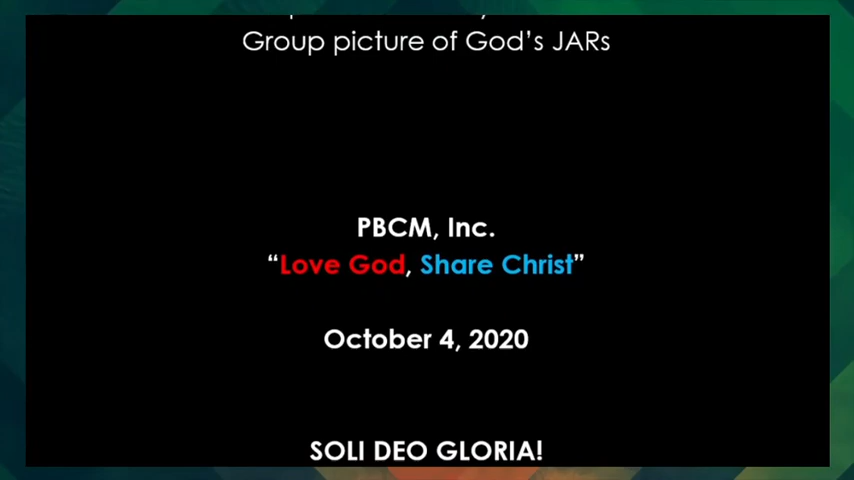 Group picture of God's JARs
PBCM, Inc.
“Love God, Share Christ”
October 4, 2020
SOLI DEO GLORIA!